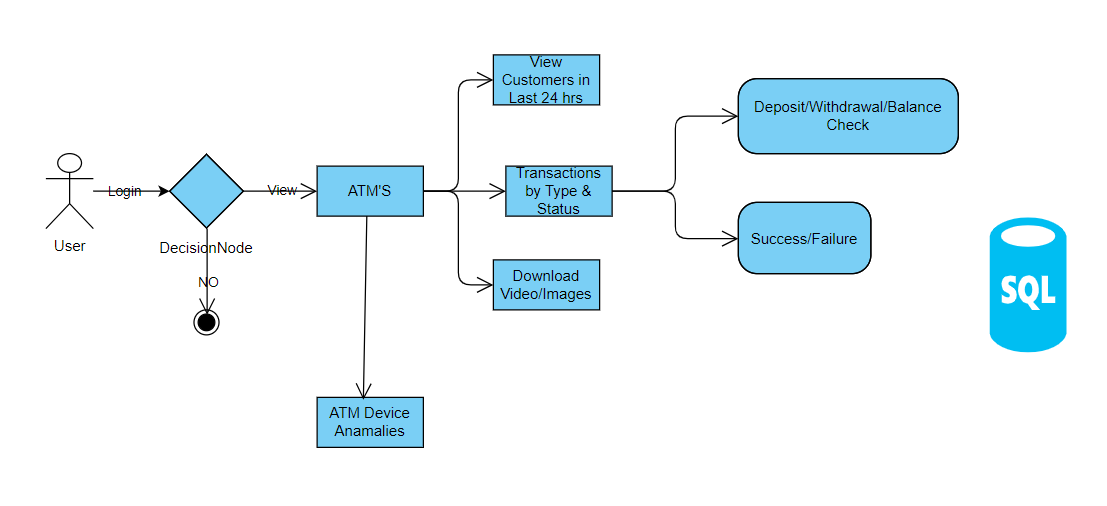 View
Customers in
Last 24 hrs
Deposit/Withdrawal/Balance
Check
Login
View
ATM'S
Transactions
by Type &
Status
User
DecisionNode
Success/Failure
NO
Download
Video/Images
SQL
ATM Device
Anamalies